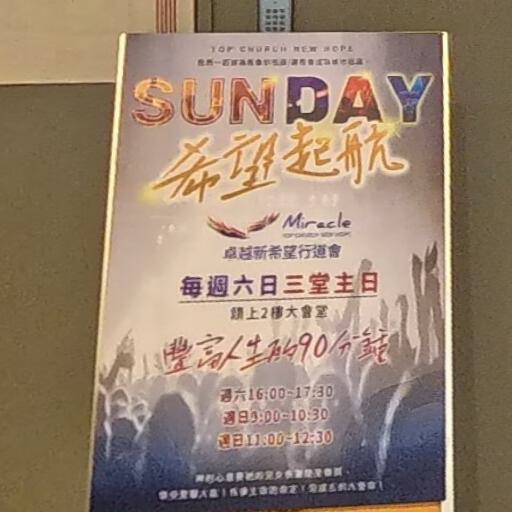 TOP CHURCH NEW HOPE
SUNDAY
希望起航
Miracle
卓越新希望行道會
每週六日三堂主日
請上2樓大會堂
豐富人生的90分鐘
週六16:00~17:30
週日9:00~10:30
週日11:00~12:30